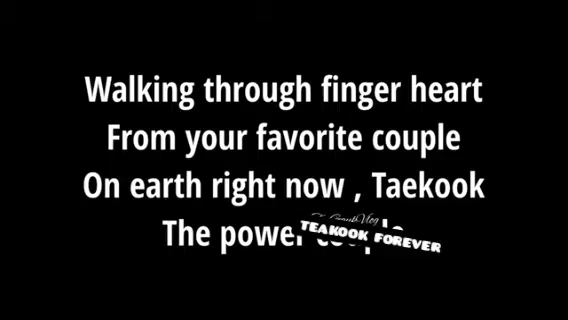 Walking through finger heart
From your favorite couple
On earth right now , Taekook
The power
TEAKOOK FOREVER